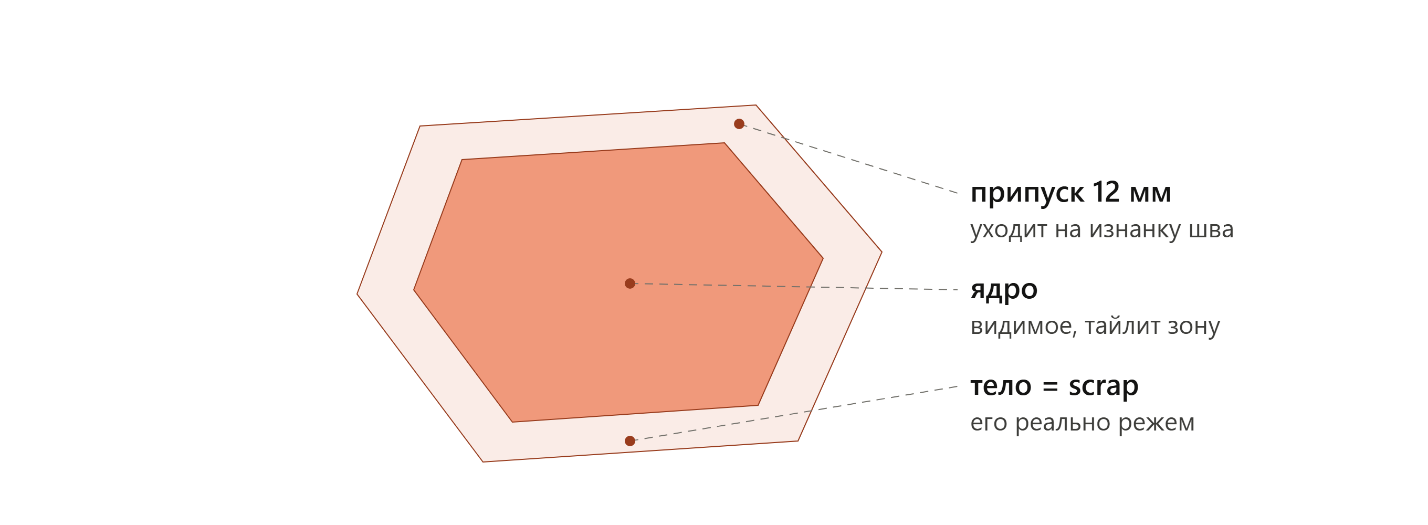 припуск 12 мм
уходит на изнанку шва
ядро
видимое, тайлит зону
тело = scrap
его реально режем